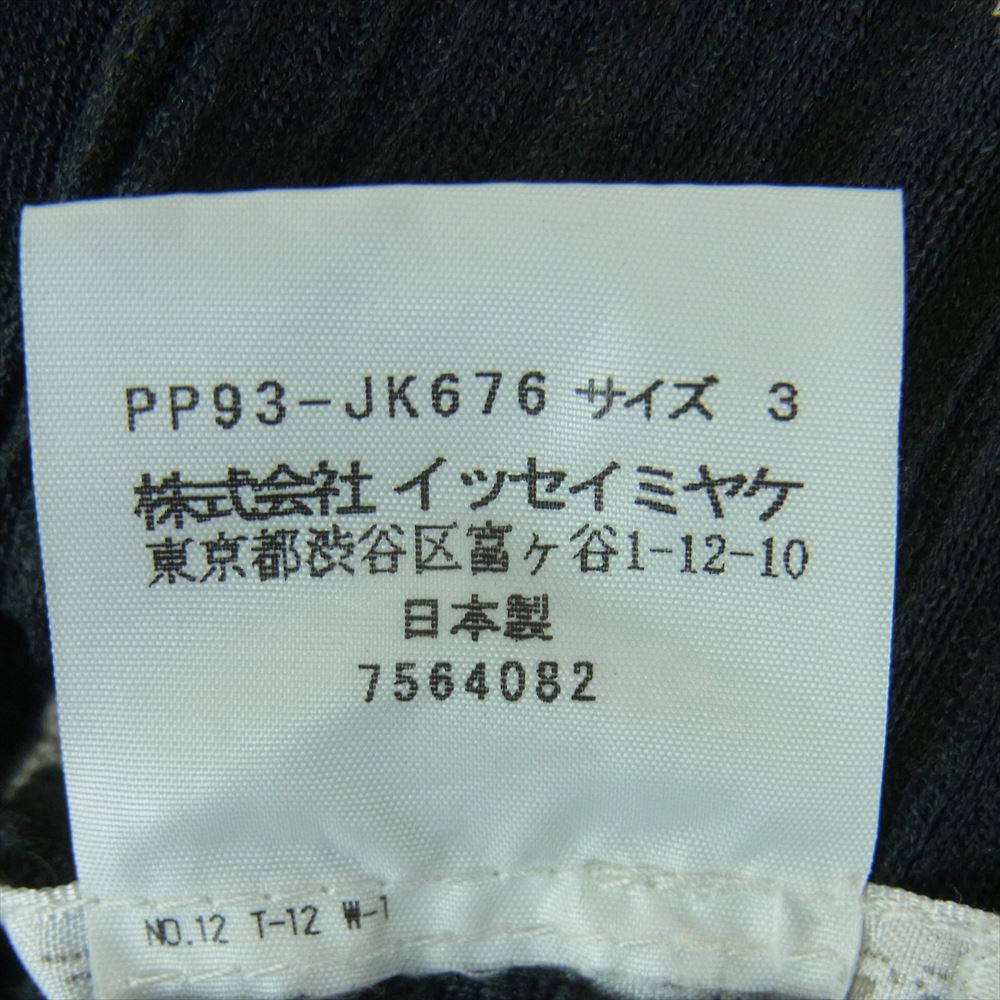 PP93-JK676 サイズ 3
株式会社 イッセイミヤケ
東京都渋谷区富ヶ谷1-12-10
日本製
7564082
NO.12 T-12 W-1